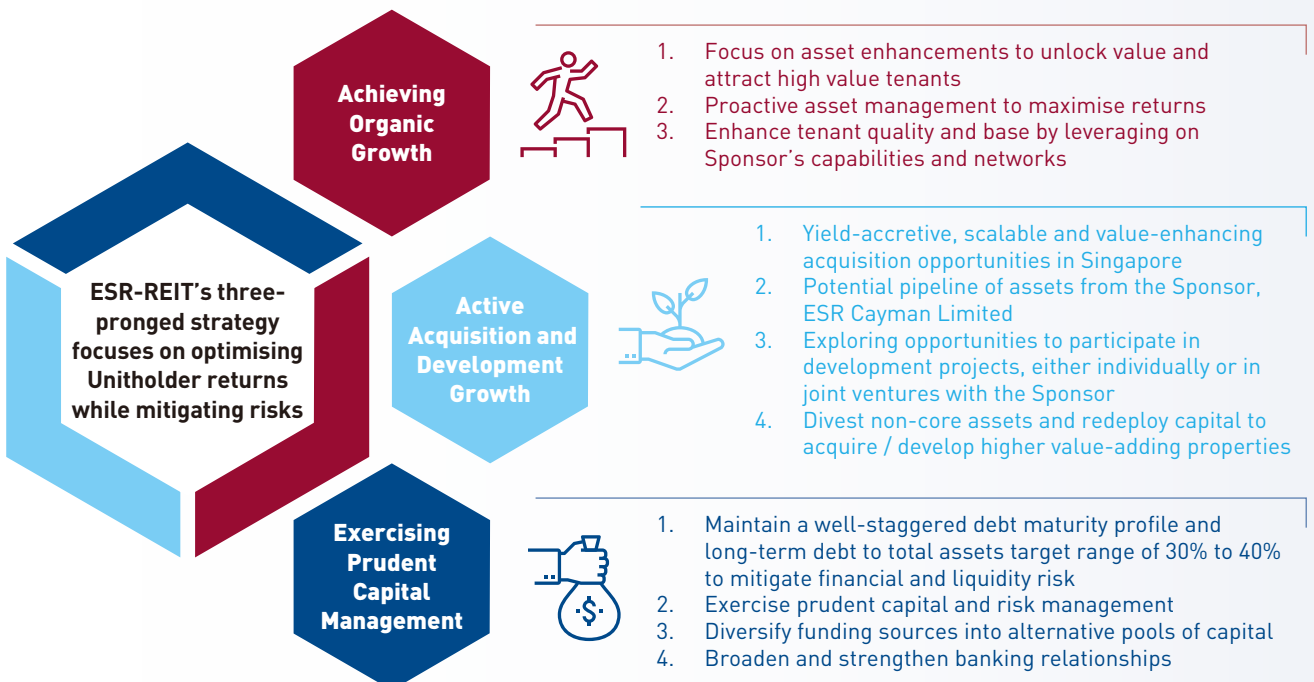 ESR-REIT's three-
pronged strategy
focuses on optimising
Unitholder returns
while mitigating risks
Achieving
Organic
Growth
1. Focus on asset enhancements to unlock value and
attract high value tenants
2. Proactive asset management to maximise returns
3. Enhance tenant quality and base by leveraging on
Sponsor's capabilities and networks
Active
Acquisition and
Development
Growth
1. Yield-accretive, scalable and value-enhancing
acquisition opportunities in Singapore
2. Potential pipeline of assets from the Sponsor,
ESR Cayman Limited
3. Exploring opportunities to participate in
development projects, either individually or in
joint ventures with the Sponsor
4. Divest non-core assets and redeploy capital to
acquire / develop higher value-adding properties
Exercising
Prudent
Capital
Management
$
1. Maintain a well-staggered debt maturity profile and
long-term debt to total assets target range of 30% to 40%
to mitigate financial and liquidity risk
2. Exercise prudent capital and risk management
3. Diversify funding sources into alternative pools of capital
4. Broaden and strengthen banking relationships